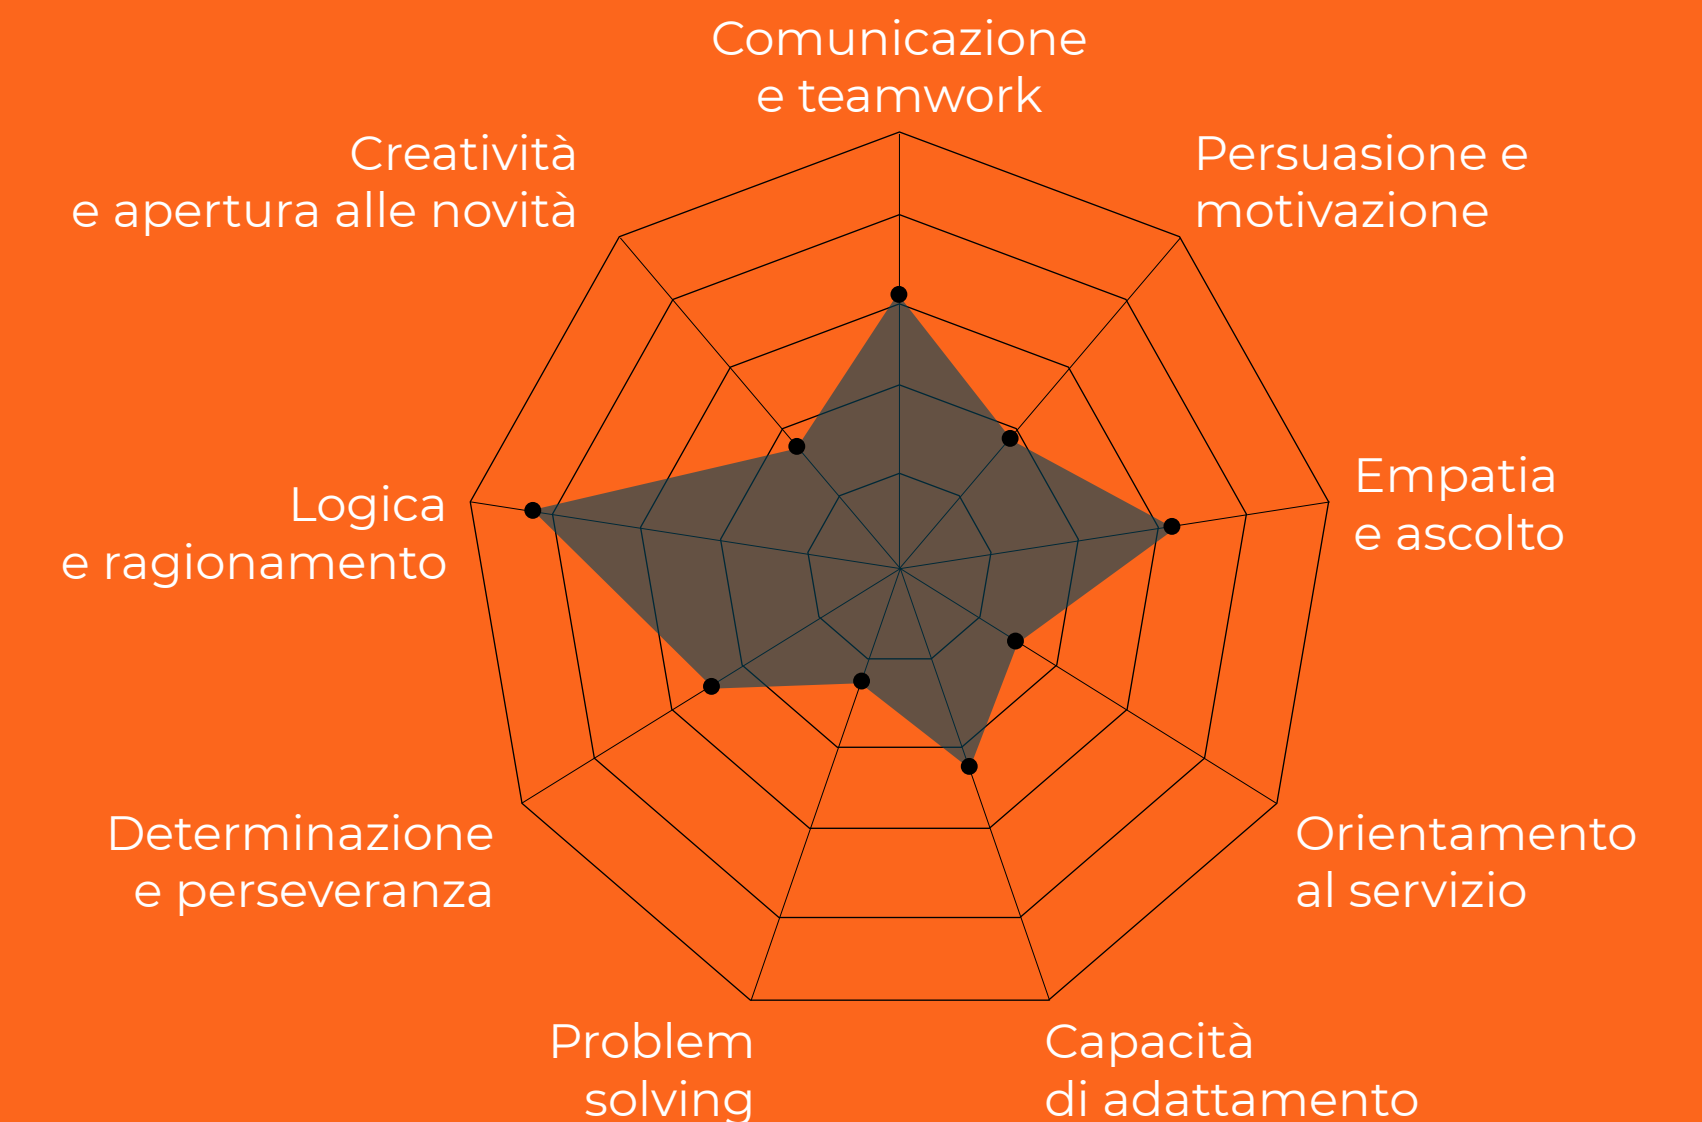 Comunicazione
e teamwork
Creatività
e apertura alle novità
Persuasione e
motivazione
Logica
e ragionamento
Empatia
e ascolto
Determinazione
e perseveranza
Orientamento
al servizio
Problem
solving
Capacità
di adattamento